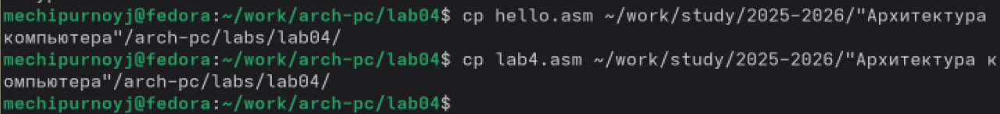 mechipurnoyj@fedora:~/work/arch-pc/lab04$ cp hello.asm ~/work/study/2025-2026/"Архитектура
компьютера"/arch-pc/labs/lab04/
mechipurnoyj@fedora:~/work/arch-pc/lab04$ cp lab4.asm ~/work/study/2025-2026/"Архитектура к
омпьютера"/arch-pc/labs/lab04/
mechipurnoyj@fedora:~/work/arch-pc/lab04$